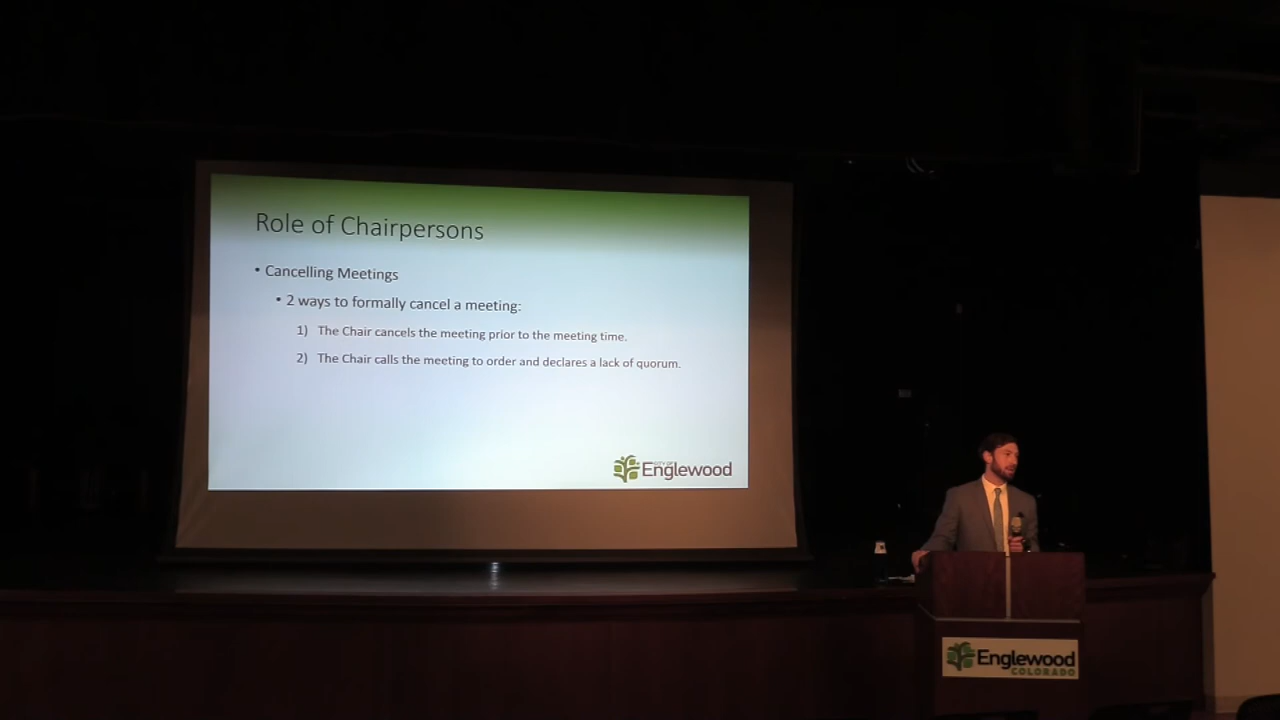 Role of Chairpersons
• Cancelling Meetings
• 2 ways to formally cancel a meeting:
1) The Chair cancels the meeting prior to the meeting time.
2) The Chair calls the meeting to order and declares a lack of quorum.
CITY OF
Englewood
Englewood
COLORADO